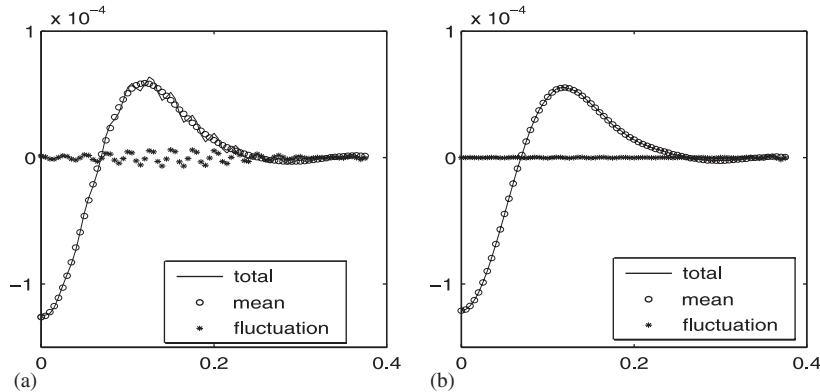 x 10⁻⁴
1
0
−1
0
0.2
0.4
total
mean
fluctuation
(a)
x 10⁻⁴
1
0
−1
0
0.2
0.4
total
mean
fluctuation
(b)